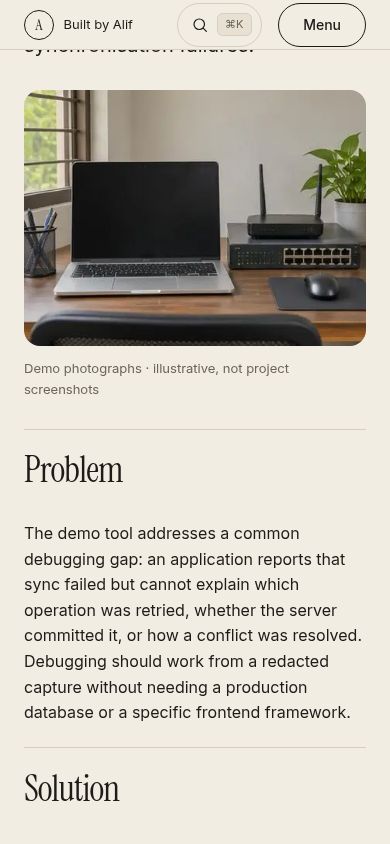 A Built by Alif ⌘K Menu
synchronisation failures.
Demo photographs · illustrative, not project
screenshots
Problem
The demo tool addresses a common
debugging gap: an application reports that
sync failed but cannot explain which
operation was retried, whether the server
committed it, or how a conflict was resolved.
Debugging should work from a redacted
capture without needing a production
database or a specific frontend framework.
Solution